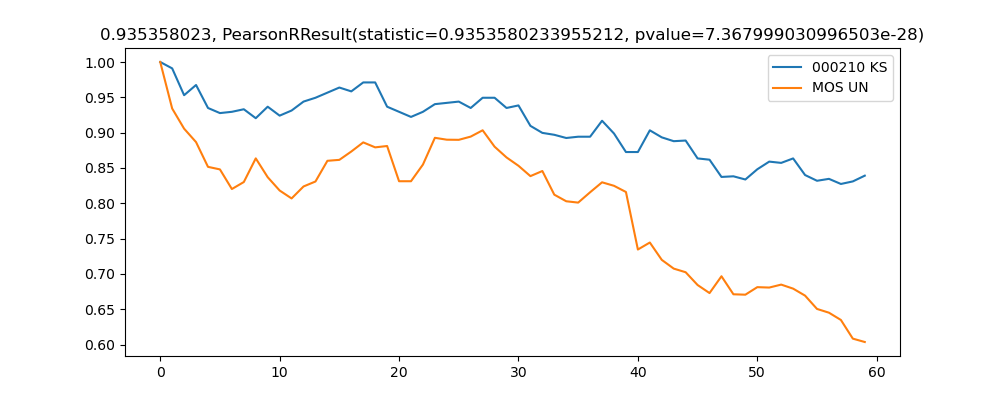 0.935358023, PearsonRResult(statistic=0.9353580233955212, pvalue=7.367999030996503e-28)
000210 KS
MOS UN
1.00
0.95
0.90
0.85
0.80
0.75
0.70
0.65
0.60
0 10 20 30 40 50 60